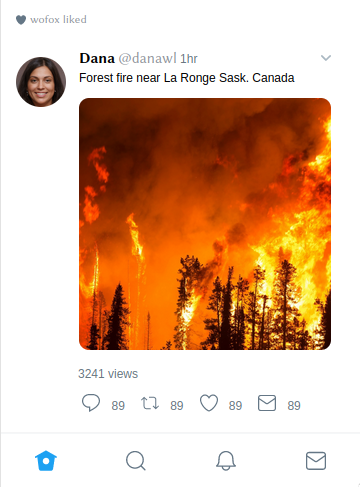 wofox liked
Dana @danawl 1hr
Forest fire near La Ronge Sask. Canada
3241 views
89 89 89 89